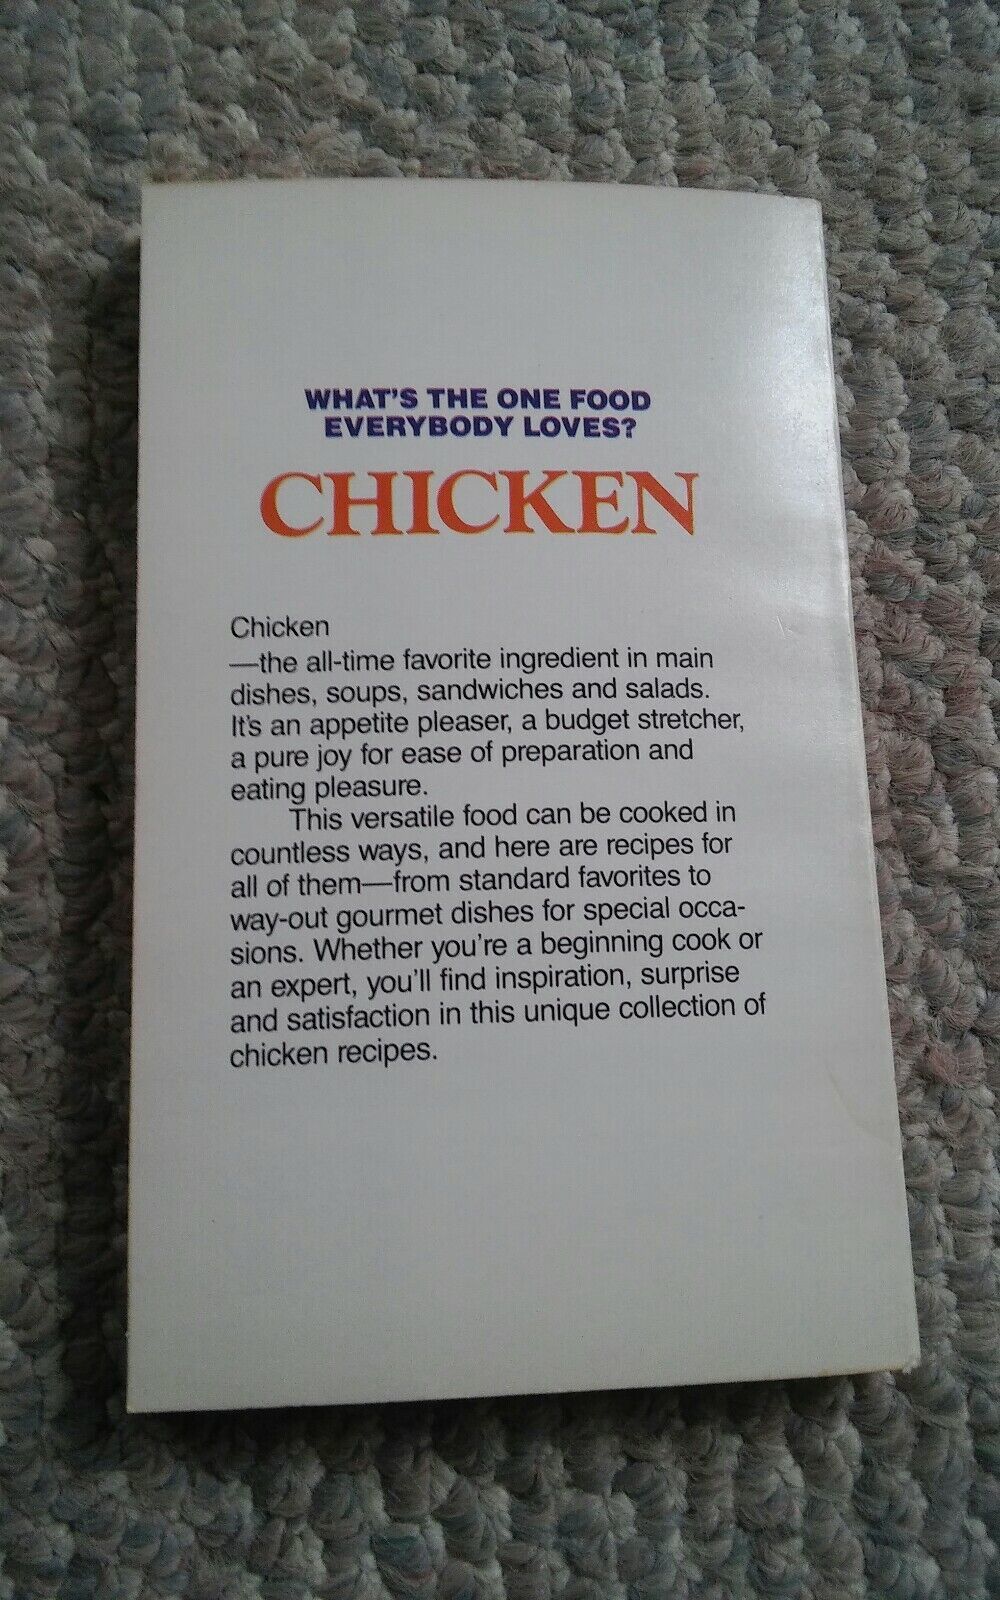 WHAT'S THE ONE FOOD
EVERYBODY LOVES?
CHICKEN
Chicken
—the all-time favorite ingredient in main
dishes, soups, sandwiches and salads.
It's an appetite pleaser, a budget stretcher,
a pure joy for ease of preparation and
eating pleasure.
This versatile food can be cooked in
countless ways, and here are recipes for
all of them—from standard favorites to
way-out gourmet dishes for special occa-
sions. Whether you're a beginning cook or
an expert, you'll find inspiration, surprise
and satisfaction in this unique collection of
chicken recipes.